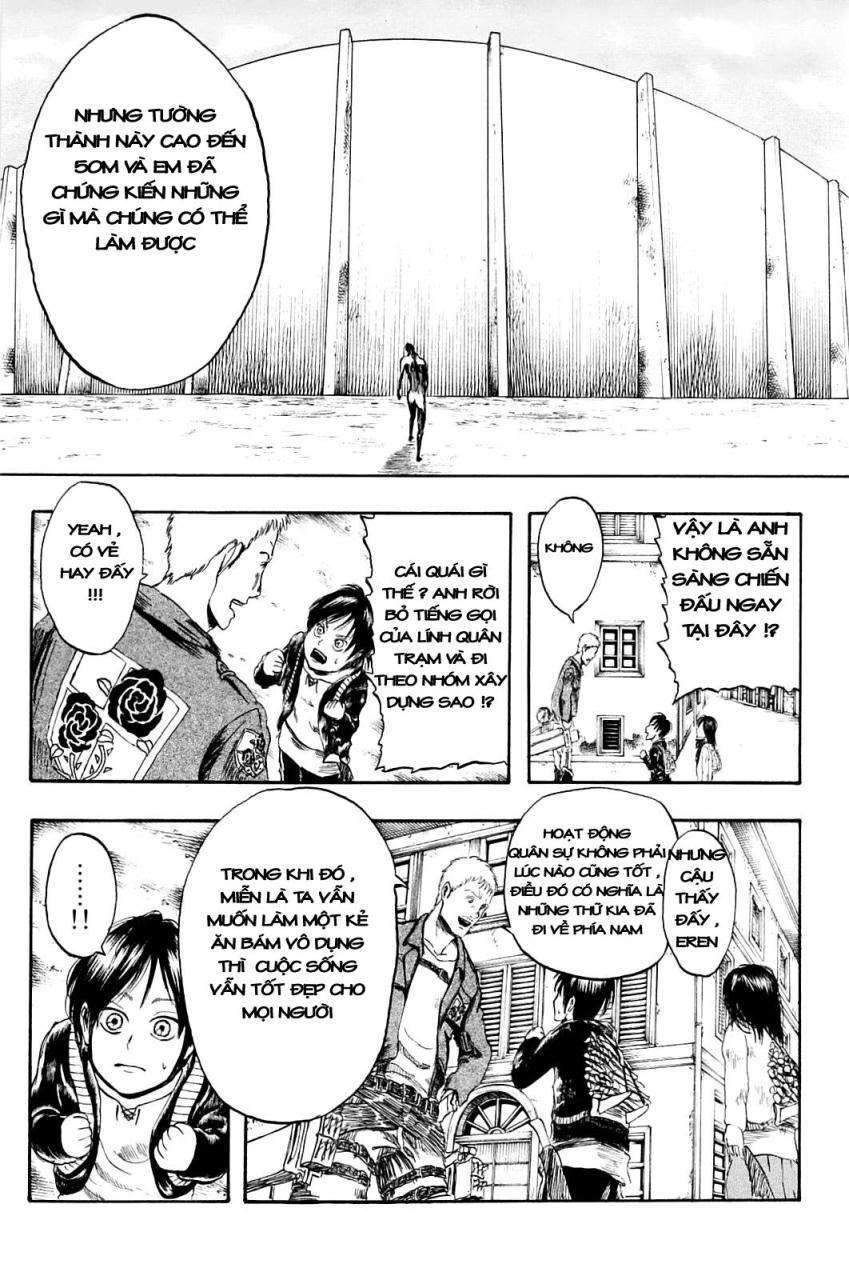 NHƯNG TƯỜNG
THÀNH NÀY CAO ĐẾN
50M VÀ EM ĐÃ
CHỨNG KIẾN NHỮNG
GÌ MÀ CHÚNG CÓ THỂ
LÀM ĐƯỢC
VẬY LÀ ANH
KHÔNG SẴN
SÀNG CHIẾN
ĐẤU NGAY
TẠI ĐÂY !?
KHÔNG
CÁI QUÁI GÌ
THẾ ? ANH RỜI
BỎ TIẾNG GỌI
CỦA LÍNH QUÂN
TRẠM VÀ ĐI
THEO NHÓM XÂY
DỰNG SAO !?
YEAH ,
CÓ VẺ
HAY ĐẤY
!!!
NHƯNG
CẬU
THẤY
ĐẤY ,
EREN
HOẠT ĐỘNG
QUÂN SỰ KHÔNG PHẢI
LÚC NÀO CŨNG TỐT ,
ĐIỀU ĐÓ CÓ NGHĨA LÀ
NHỮNG THỨ KIA ĐÃ
ĐI VỀ PHÍA NAM
TRONG KHI ĐÓ ,
MIỄN LÀ TA VẪN
MUỐN LÀM MỘT KẺ
ĂN BÁM VÔ DỤNG
THÌ CUỘC SỐNG
VẪN TỐT ĐẸP CHO
MỌI NGƯỜI
......!!